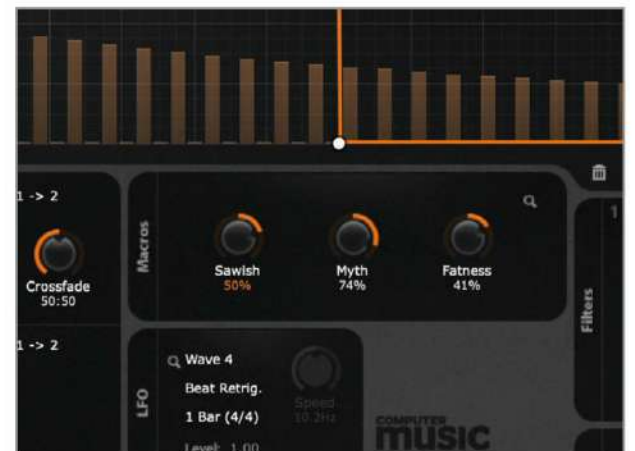 1 -> 2
Crossfade
50:50
Macros
Sawish
50%
Myth
74%
Fatness
41%
1
Filters
1 -> 2
LFO
Wave 4
Beat Retrig.
1 Bar (4/4)
Level: 1.00
Speed
10.2Hz
COMPUTER
MUSIC